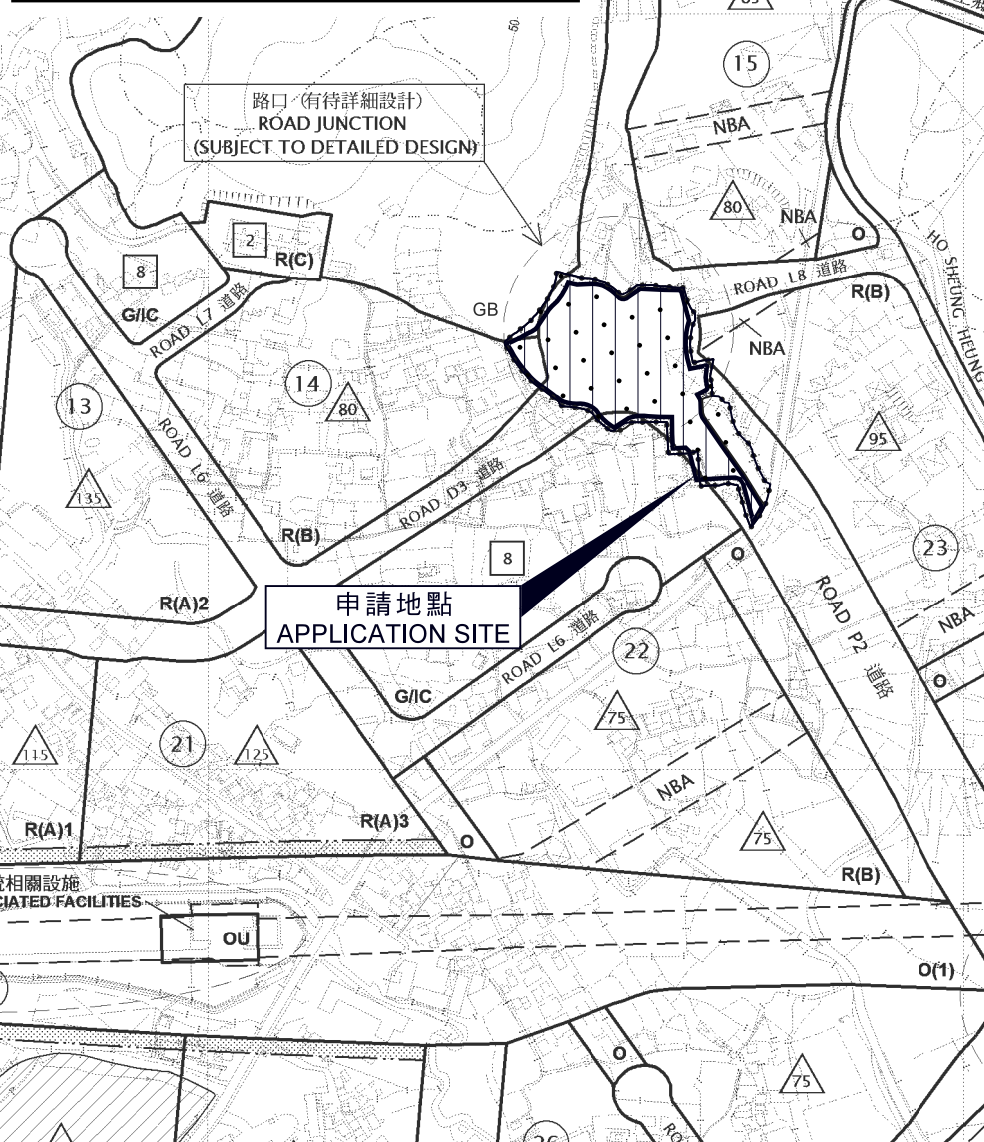 50
15
路口 (有待詳細設計)
ROAD JUNCTION
(SUBJECT TO DETAILED DESIGN)
NBA
80
NBA
O
2
R(C)
8
HO SHEUNG HEUNG
ROAD L8 道路
R(B)
G/IC
ROAD L7 道路
GB
NBA
14
80
13
95
135
ROAD L6 道路
ROAD D3 道路
R(B)
8
23
O
R(A)2
申請地點
APPLICATION SITE
ROAD P2 道路
NBA
ROAD L6 道路
22
O
G/IC
75
21
115
125
NBA
R(A)1
R(A)3
O
75
R(B)
相關設施
CIATED FACILITIES
OU
O(1)
O
75